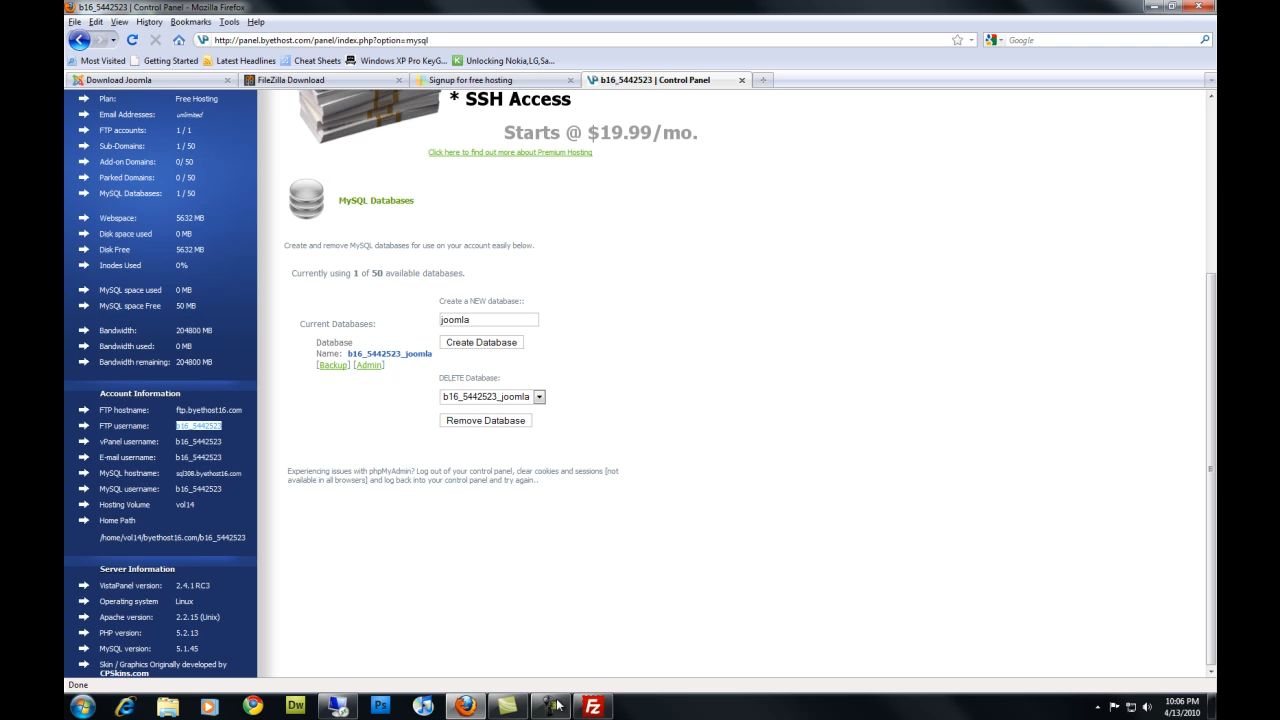 b16_5442523 | Control Panel - Mozilla Firefox
File Edit View History Bookmarks Tools Help
http://panel.byethost.com/panel/index.php?option=mysql
Google
Most Visited Getting Started Latest Headlines Cheat Sheets Windows XP Pro KeyG... Unlocking Nokia,LG,Sa...
Download Joomla FileZilla Download Signup for free hosting b16_5442523 | Control Panel
Plan: Free Hosting
Email Addresses: unlimited
FTP accounts: 1 / 1
Sub-Domains: 1 / 50
Add-on Domains: 0/ 50
Parked Domains: 0 / 50
MySQL Databases: 1 / 50
Webspace: 5632 MB
Disk space used 0 MB
Disk Free 5632 MB
Inodes Used 0%
MySQL space used 0 MB
MySQL space Free 50 MB
Bandwidth: 204800 MB
Bandwidth used: 0 MB
Bandwidth remaining: 204800 MB
Account Information
FTP hostname: ftp.byethost16.com
FTP username: b16_5442523
vPanel username: b16_5442523
E-mail username: b16_5442523
MySQL hostname: sql308.byethost16.com
MySQL username: b16_5442523
Hosting Volume vol14
Home Path
/home/vol14/byethost16.com/b16_5442523
Server Information
VistaPanel version: 2.4.1 RC3
Operating system Linux
Apache version: 2.2.15 (Unix)
PHP version: 5.2.13
MySQL version: 5.1.45
Skin / Graphics Originally developed by
CPSkins.com
* SSH Access
Starts @ $19.99/mo.
Click here to find out more about Premium Hosting
MySQL Databases
Create and remove MySQL databases for use on your account easily below.
Currently using 1 of 50 available databases.
Current Databases:
Database
Name: b16_5442523_joomla
[Backup] [Admin]
Create a NEW database::
joomla
Create Database
DELETE Database:
b16_5442523_joomla
Remove Database
Experiencing issues with phpMyAdmin? Log out of your control panel, clear cookies and sessions [not
available in all browsers] and log back into your control panel and try again..
Done
Dw
Ps
Fz
10:06 PM
4/13/2010